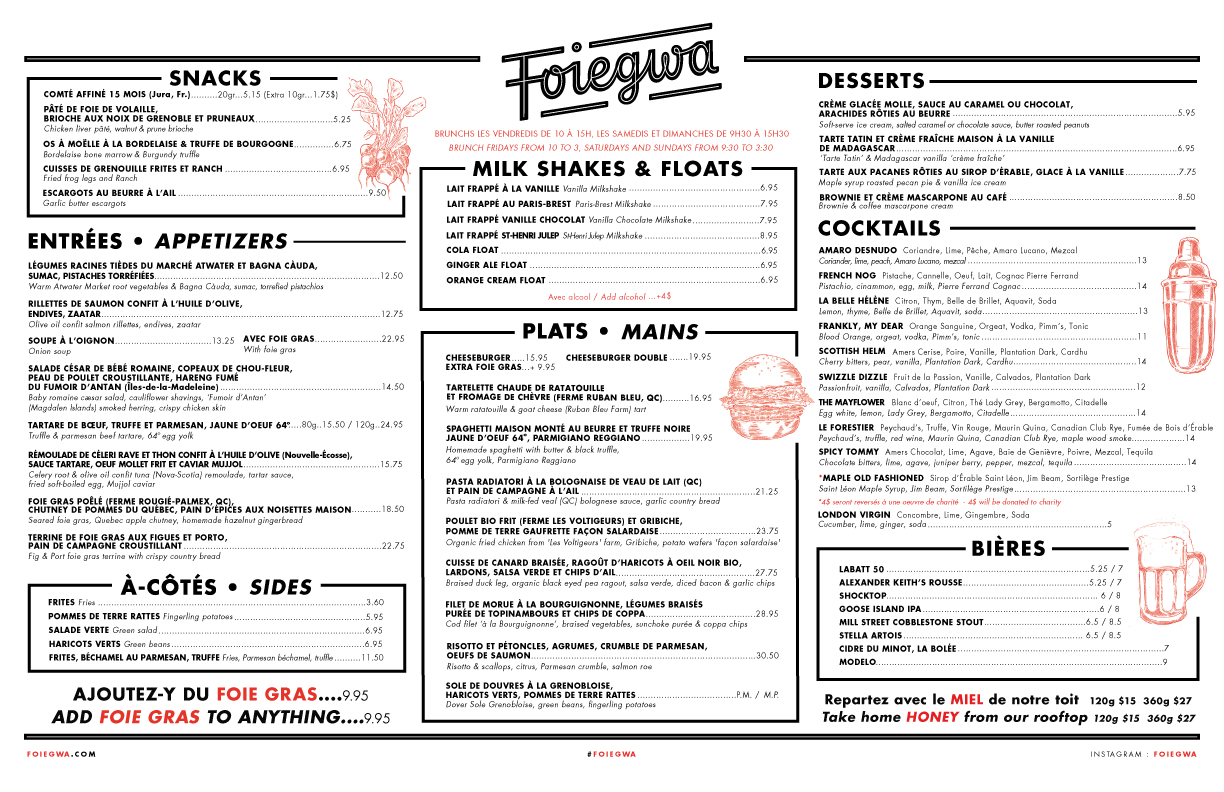 Foiegwa
BRUNCHS LES VENDREDIS DE 10 À 15H, LES SAMEDIS ET DIMANCHES DE 9H30 À 15H30
BRUNCH FRIDAYS FROM 10 TO 3, SATURDAYS AND SUNDAYS FROM 9:30 TO 3:30
SNACKS
COMTÉ AFFINÉ 15 MOIS (Jura, Fr.)..........20gr...5.15 (Extra 10gr...1.75$)
PÂTÉ DE FOIE DE VOLAILLE,
BRIOCHE AUX NOIX DE GRENOBLE ET PRUNEAUX..........5.25
Chicken liver pâté, walnut & prune brioche
OS À MOËLLE À LA BORDELAISE & TRUFFE DE BOURGOGNE..........6.75
Bordelaise bone marrow & Burgundy truffle
CUISSES DE GRENOUILLE FRITES ET RANCH..........6.95
Fried frog legs and Ranch
ESCARGOTS AU BEURRE À L'AIL..........9.50
Garlic butter escargots
ENTRÉES • APPETIZERS
LÉGUMES RACINES TIÈDES DU MARCHÉ ATWATER ET BAGNA CÀUDA,
SUMAC, PISTACHES TORRÉFIÉES..........12.50
Warm Atwater Market root vegetables & Bagna Càuda, sumac, torrefied pistachios
RILLETTES DE SAUMON CONFIT À L'HUILE D'OLIVE,
ENDIVES, ZAATAR..........12.75
Olive oil confit salmon rillettes, endives, zaatar
SOUPE À L'OIGNON..........13.25 AVEC FOIE GRAS..........22.95
Onion soup With foie gras
SALADE CÉSAR DE BÉBÉ ROMAINE, COPEAUX DE CHOU-FLEUR,
PEAU DE POULET CROUSTILLANTE, HARENG FUMÉ
DU FUMOIR D'ANTAN (Îles-de-la-Madeleine)..........14.50
Baby romaine cæsar salad, cauliflower shavings, 'Fumoir d'Antan'
(Magdalen Islands) smoked herring, crispy chicken skin
TARTARE DE BŒUF, TRUFFE ET PARMESAN, JAUNE D'OEUF 64°.....80g..15.50 / 120g..24.95
Truffle & parmesan beef tartare, 64° egg yolk
RÉMOULADE DE CÉLERI RAVE ET THON CONFIT À L'HUILE D'OLIVE (Nouvelle-Écosse),
SAUCE TARTARE, OEUF MOLLET FRIT ET CAVIAR MUJJOL..........15.75
Celery root & olive oil confit tuna (Nova-Scotia) remoulade, tartar sauce,
fried soft-boiled egg, Mujjol caviar
FOIE GRAS POÊLÉ (FERME ROUGIÉ-PALMEX, QC),
CHUTNEY DE POMMES DU QUÉBEC, PAIN D'ÉPICES AUX NOISETTES MAISON..........18.50
Seared foie gras, Quebec apple chutney, homemade hazelnut gingerbread
TERRINE DE FOIE GRAS AUX FIGUES ET PORTO,
PAIN DE CAMPAGNE CROUSTILLANT..........22.75
Fig & Port foie gras terrine with crispy country bread
À-CÔTÉS • SIDES
FRITES Fries..........3.60
POMMES DE TERRE RATTES Fingerling potatoes..........5.95
SALADE VERTE Green salad..........6.95
HARICOTS VERTS Green beans..........6.95
FRITES, BÉCHAMEL AU PARMESAN, TRUFFE Fries, Parmesan béchamel, truffle..........11.50
AJOUTEZ-Y DU FOIE GRAS....9.95
ADD FOIE GRAS TO ANYTHING....9.95
MILK SHAKES & FLOATS
LAIT FRAPPÉ À LA VANILLE Vanilla Milkshake..........6.95
LAIT FRAPPÉ AU PARIS-BREST Paris-Brest Milkshake..........7.95
LAIT FRAPPÉ VANILLE CHOCOLAT Vanilla Chocolate Milkshake..........7.95
LAIT FRAPPÉ ST-HENRI JULEP St-Henri Julep Milkshake..........8.95
COLA FLOAT..........6.95
GINGER ALE FLOAT..........6.95
ORANGE CREAM FLOAT..........6.95
Avec alcool / Add alcohol ...+4$
PLATS • MAINS
CHEESEBURGER.....15.95 CHEESEBURGER DOUBLE.......19.95
EXTRA FOIE GRAS...+ 9.95
TARTELETTE CHAUDE DE RATATOUILLE
ET FROMAGE DE CHÈVRE (FERME RUBAN BLEU, QC)..........16.95
Warm ratatouille & goat cheese (Ruban Bleu Farm) tart
SPAGHETTI MAISON MONTÉ AU BEURRE ET TRUFFE NOIRE
JAUNE D'OEUF 64°, PARMIGIANO REGGIANO..........19.95
Homemade spaghetti with butter & black truffle,
64° egg yolk, Parmigiano Reggiano
PASTA RADIATORI À LA BOLOGNAISE DE VEAU DE LAIT (QC)
ET PAIN DE CAMPAGNE À L'AIL..........21.25
Pasta radiatori & milk-fed veal (QC) bolognese sauce, garlic country bread
POULET BIO FRIT (FERME LES VOLTIGEURS) ET GRIBICHE,
POMME DE TERRE GAUFRETTE FAÇON SALARDAISE..........23.75
Organic fried chicken from 'Les Voltigeurs' farm, Gribiche, potato wafers 'façon salardaise'
CUISSE DE CANARD BRAISÉE, RAGOÛT D'HARICOTS À OEIL NOIR BIO,
LARDONS, SALSA VERDE ET CHIPS D'AIL..........27.75
Braised duck leg, organic black eyed pea ragout, salsa verde, diced bacon & garlic chips
FILET DE MORUE À LA BOURGUIGNONNE, LÉGUMES BRAISÉS
PURÉE DE TOPINAMBOURS ET CHIPS DE COPPA..........28.95
Cod filet 'à la Bourguignonne', braised vegetables, sunchoke purée & coppa chips
RISOTTO ET PÉTONCLES, AGRUMES, CRUMBLE DE PARMESAN,
OEUFS DE SAUMON..........30.50
Risotto & scallops, citrus, Parmesan crumble, salmon roe
SOLE DE DOUVRES À LA GRENOBLOISE,
HARICOTS VERTS, POMMES DE TERRE RATTES..........P.M. / M.P.
Dover Sole Grenobloise, green beans, fingerling potatoes
DESSERTS
CRÈME GLACÉE MOLLE, SAUCE AU CARAMEL OU CHOCOLAT,
ARACHIDES RÔTIES AU BEURRE..........5.95
Soft-serve ice cream, salted caramel or chocolate sauce, butter roasted peanuts
TARTE TATIN ET CRÈME FRAÎCHE MAISON À LA VANILLE
DE MADAGASCAR..........6.95
'Tarte Tatin' & Madagascar vanilla 'crème fraîche'
TARTE AUX PACANES RÔTIES AU SIROP D'ÉRABLE, GLACE À LA VANILLE..........7.75
Maple syrup roasted pecan pie & vanilla ice cream
BROWNIE ET CRÈME MASCARPONE AU CAFÉ..........8.50
Brownie & coffee mascarpone cream
COCKTAILS
AMARO DESNUDO Coriandre, Lime, Pêche, Amaro Lucano, Mezcal
Coriander, lime, peach, Amaro Lucano, mezcal..........13
FRENCH NOG Pistache, Cannelle, Oeuf, Lait, Cognac Pierre Ferrand
Pistachio, cinammon, egg, milk, Pierre Ferrand Cognac..........14
LA BELLE HÉLÈNE Citron, Thym, Belle de Brillet, Aquavit, Soda
Lemon, thyme, Belle de Brillet, Aquavit, soda..........13
FRANKLY, MY DEAR Orange Sanguine, Orgeat, Vodka, Pimm's, Tonic
Blood Orange, orgeat, vodka, Pimm's, tonic..........11
SCOTTISH HELM Amers Cerise, Poire, Vanille, Plantation Dark, Cardhu
Cherry bitters, pear, vanilla, Plantation Dark, Cardhu..........14
SWIZZLE DIZZLE Fruit de la Passion, Vanille, Calvados, Plantation Dark
Passionfruit, vanilla, Calvados, Plantation Dark..........12
THE MAYFLOWER Blanc d'oeuf, Citron, Thé Lady Grey, Bergamotte, Citadelle
Egg white, lemon, Lady Grey, Bergamotte, Citadelle..........14
LE FORESTIER Peychaud's, Truffe, Vin Rouge, Maurin Quina, Canadian Club Rye, Fumée de Bois d'Érable
Peychaud's, truffle, red wine, Maurin Quina, Canadian Club Rye, maple wood smoke..........14
SPICY TOMMY Amers Chocolat, Lime, Agave, Baie de Genièvre, Poivre, Mezcal, Tequila
Chocolate bitters, lime, agave, juniper berry, pepper, mezcal, tequila..........14
*MAPLE OLD FASHIONED Sirop d'Érable Saint Léon, Jim Beam, Sortilège Prestige
Saint Léon Maple Syrup, Jim Beam, Sortilège Prestige..........13
*4$ seront reversés à une oeuvre de charité - 4$ will be donated to charity
LONDON VIRGIN Concombre, Lime, Gingembre, Soda
Cucumber, lime, ginger, soda..........5
BIÈRES
LABATT 50..........5.25 / 7
ALEXANDER KEITH'S ROUSSE..........5.25 / 7
SHOCKTOP..........6 / 8
GOOSE ISLAND IPA..........6 / 8
MILL STREET COBBLESTONE STOUT..........6.5 / 8.5
STELLA ARTOIS..........6.5 / 8.5
CIDRE DU MINOT, LA BOLÉE..........7
MODELO..........9
Repartez avec le MIEL de notre toit 120g $15 360g $27
Take home HONEY from our rooftop 120g $15 360g $27
FOIEGWA.COM
#FOIEGWA
INSTAGRAM : FOIEGWA